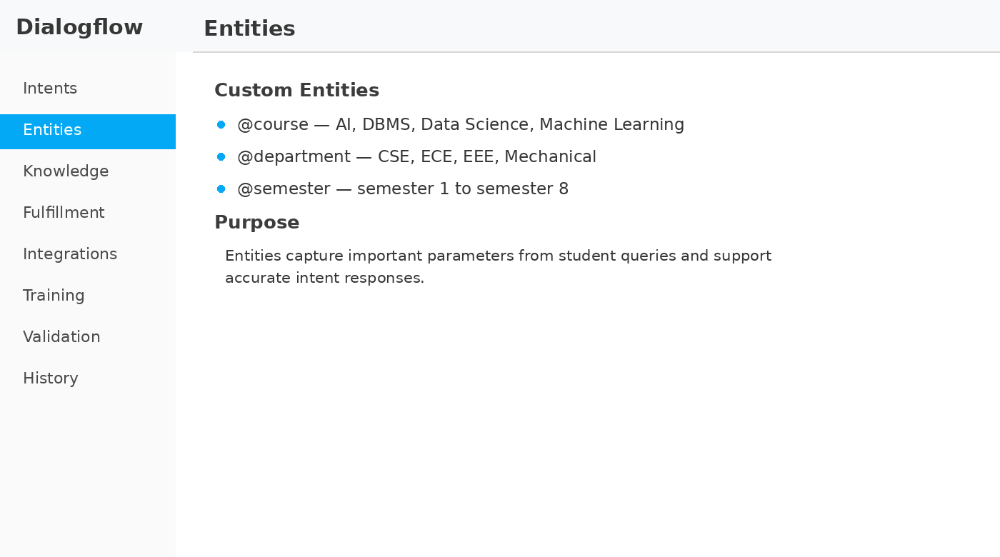 Dialogflow
Entities
Intents
Entities
Knowledge
Fulfillment
Integrations
Training
Validation
History
Custom Entities
@course — AI, DBMS, Data Science, Machine Learning
@department — CSE, ECE, EEE, Mechanical
@semester — semester 1 to semester 8
Purpose
Entities capture important parameters from student queries and support
accurate intent responses.